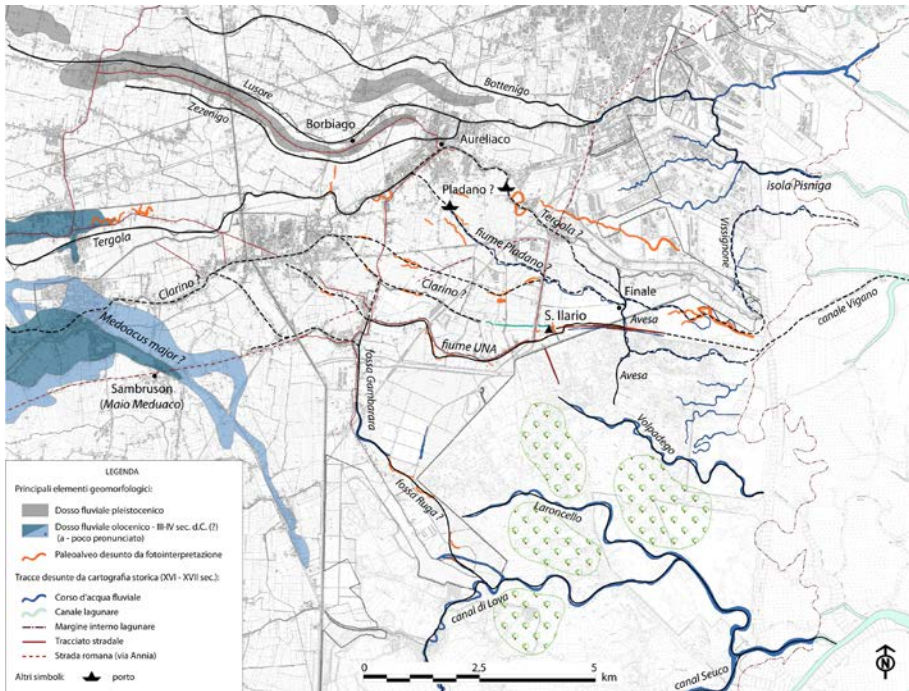 Bottenigo
Lusore
Zezenigo
Borbiago
Aureliaco
isola Pisniga
Pladano ?
Tergola ?
Vissignone
Tergola
fiume Pladano ?
Clarino
Clarino ?
Finale
canale Vigano
S. Ilario
Avesa
Medoacus major ?
fiume UNA
Avesa
fossa Gambarara
Sambruson
(Maio Meduaco)
Volpadego
fossa Ruga ?
Laroncello
canal di Lova
canal Seuco
LEGENDA
Principali elementi geomorfologici:
Dosso fluviale pleistocenico
Dosso fluviale olocenico - III-IV sec. d.C. (?)
(a - poco pronunciato)
Paleoalveo desunto da fotointerpretazione
Tracce desunte da cartografia storica (XVI - XVII sec.):
Corso d'acqua fluviale
Canale lagunare
Margine interno lagunare
Tracciato stradale
Strada romana (via Annia)
Altri simboli:
porto
0 2,5 5
km
N